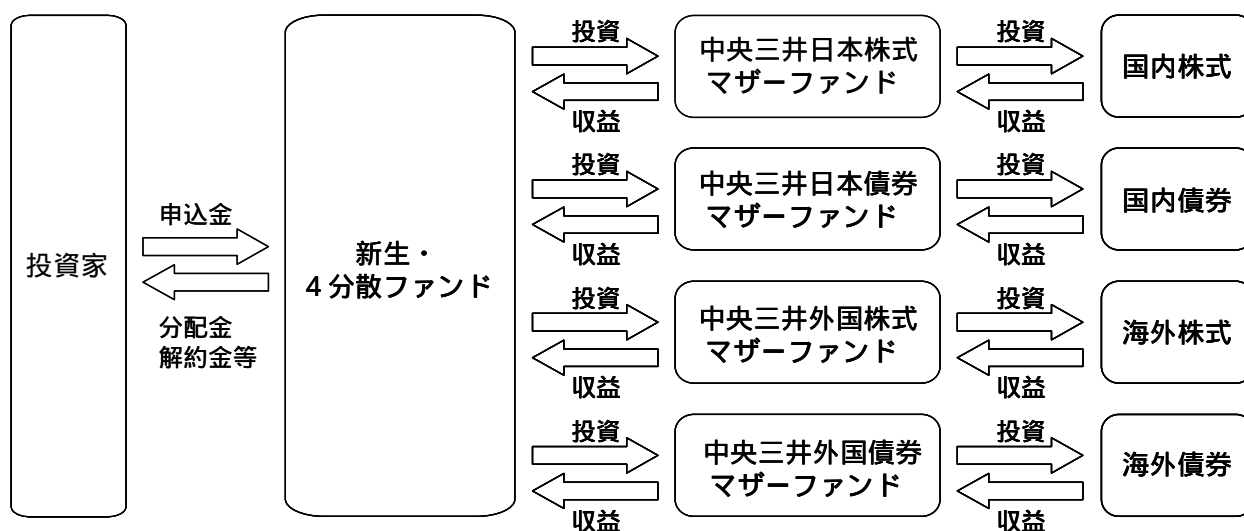 投資家
申込金
分配金
解約金等
新生・
４分散ファンド
投資
収益
中央三井日本株式
マザーファンド
投資
収益
国内株式
投資
収益
中央三井日本債券
マザーファンド
投資
収益
国内債券
投資
収益
中央三井外国株式
マザーファンド
投資
収益
海外株式
投資
収益
中央三井外国債券
マザーファンド
投資
収益
海外債券